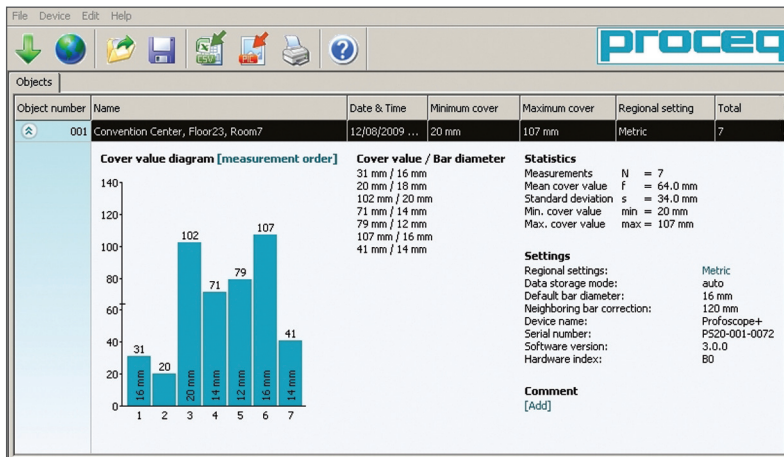 File Device Edit Help
CSV
PiC
?
proceq
Objects
Object number Name Date & Time Minimum cover Maximum cover Regional setting Total
001 Convention Center, Floor23, Room7 12/08/2009 ... 20 mm 107 mm Metric 7
Cover value diagram [measurement order]
140
120
100
80
60
40
20
0
31
20
102
71
79
107
41
16 mm
20 mm
14 mm
12 mm
16 mm
14 mm
1 2 3 4 5 6 7
Cover value / Bar diameter
31 mm / 16 mm
20 mm / 18 mm
102 mm / 20 mm
71 mm / 14 mm
79 mm / 12 mm
107 mm / 16 mm
41 mm / 14 mm
Statistics
Measurements N = 7
Mean cover value f = 64.0 mm
Standard deviation s = 34.0 mm
Min. cover value min = 20 mm
Max. cover value max = 107 mm
Settings
Regional settings: Metric
Data storage mode: auto
Default bar diameter: 16 mm
Neighboring bar correction: 120 mm
Device name: Profoscope+
Serial number: PS20-001-0072
Software version: 3.0.0
Hardware index: B0
Comment
[Add]